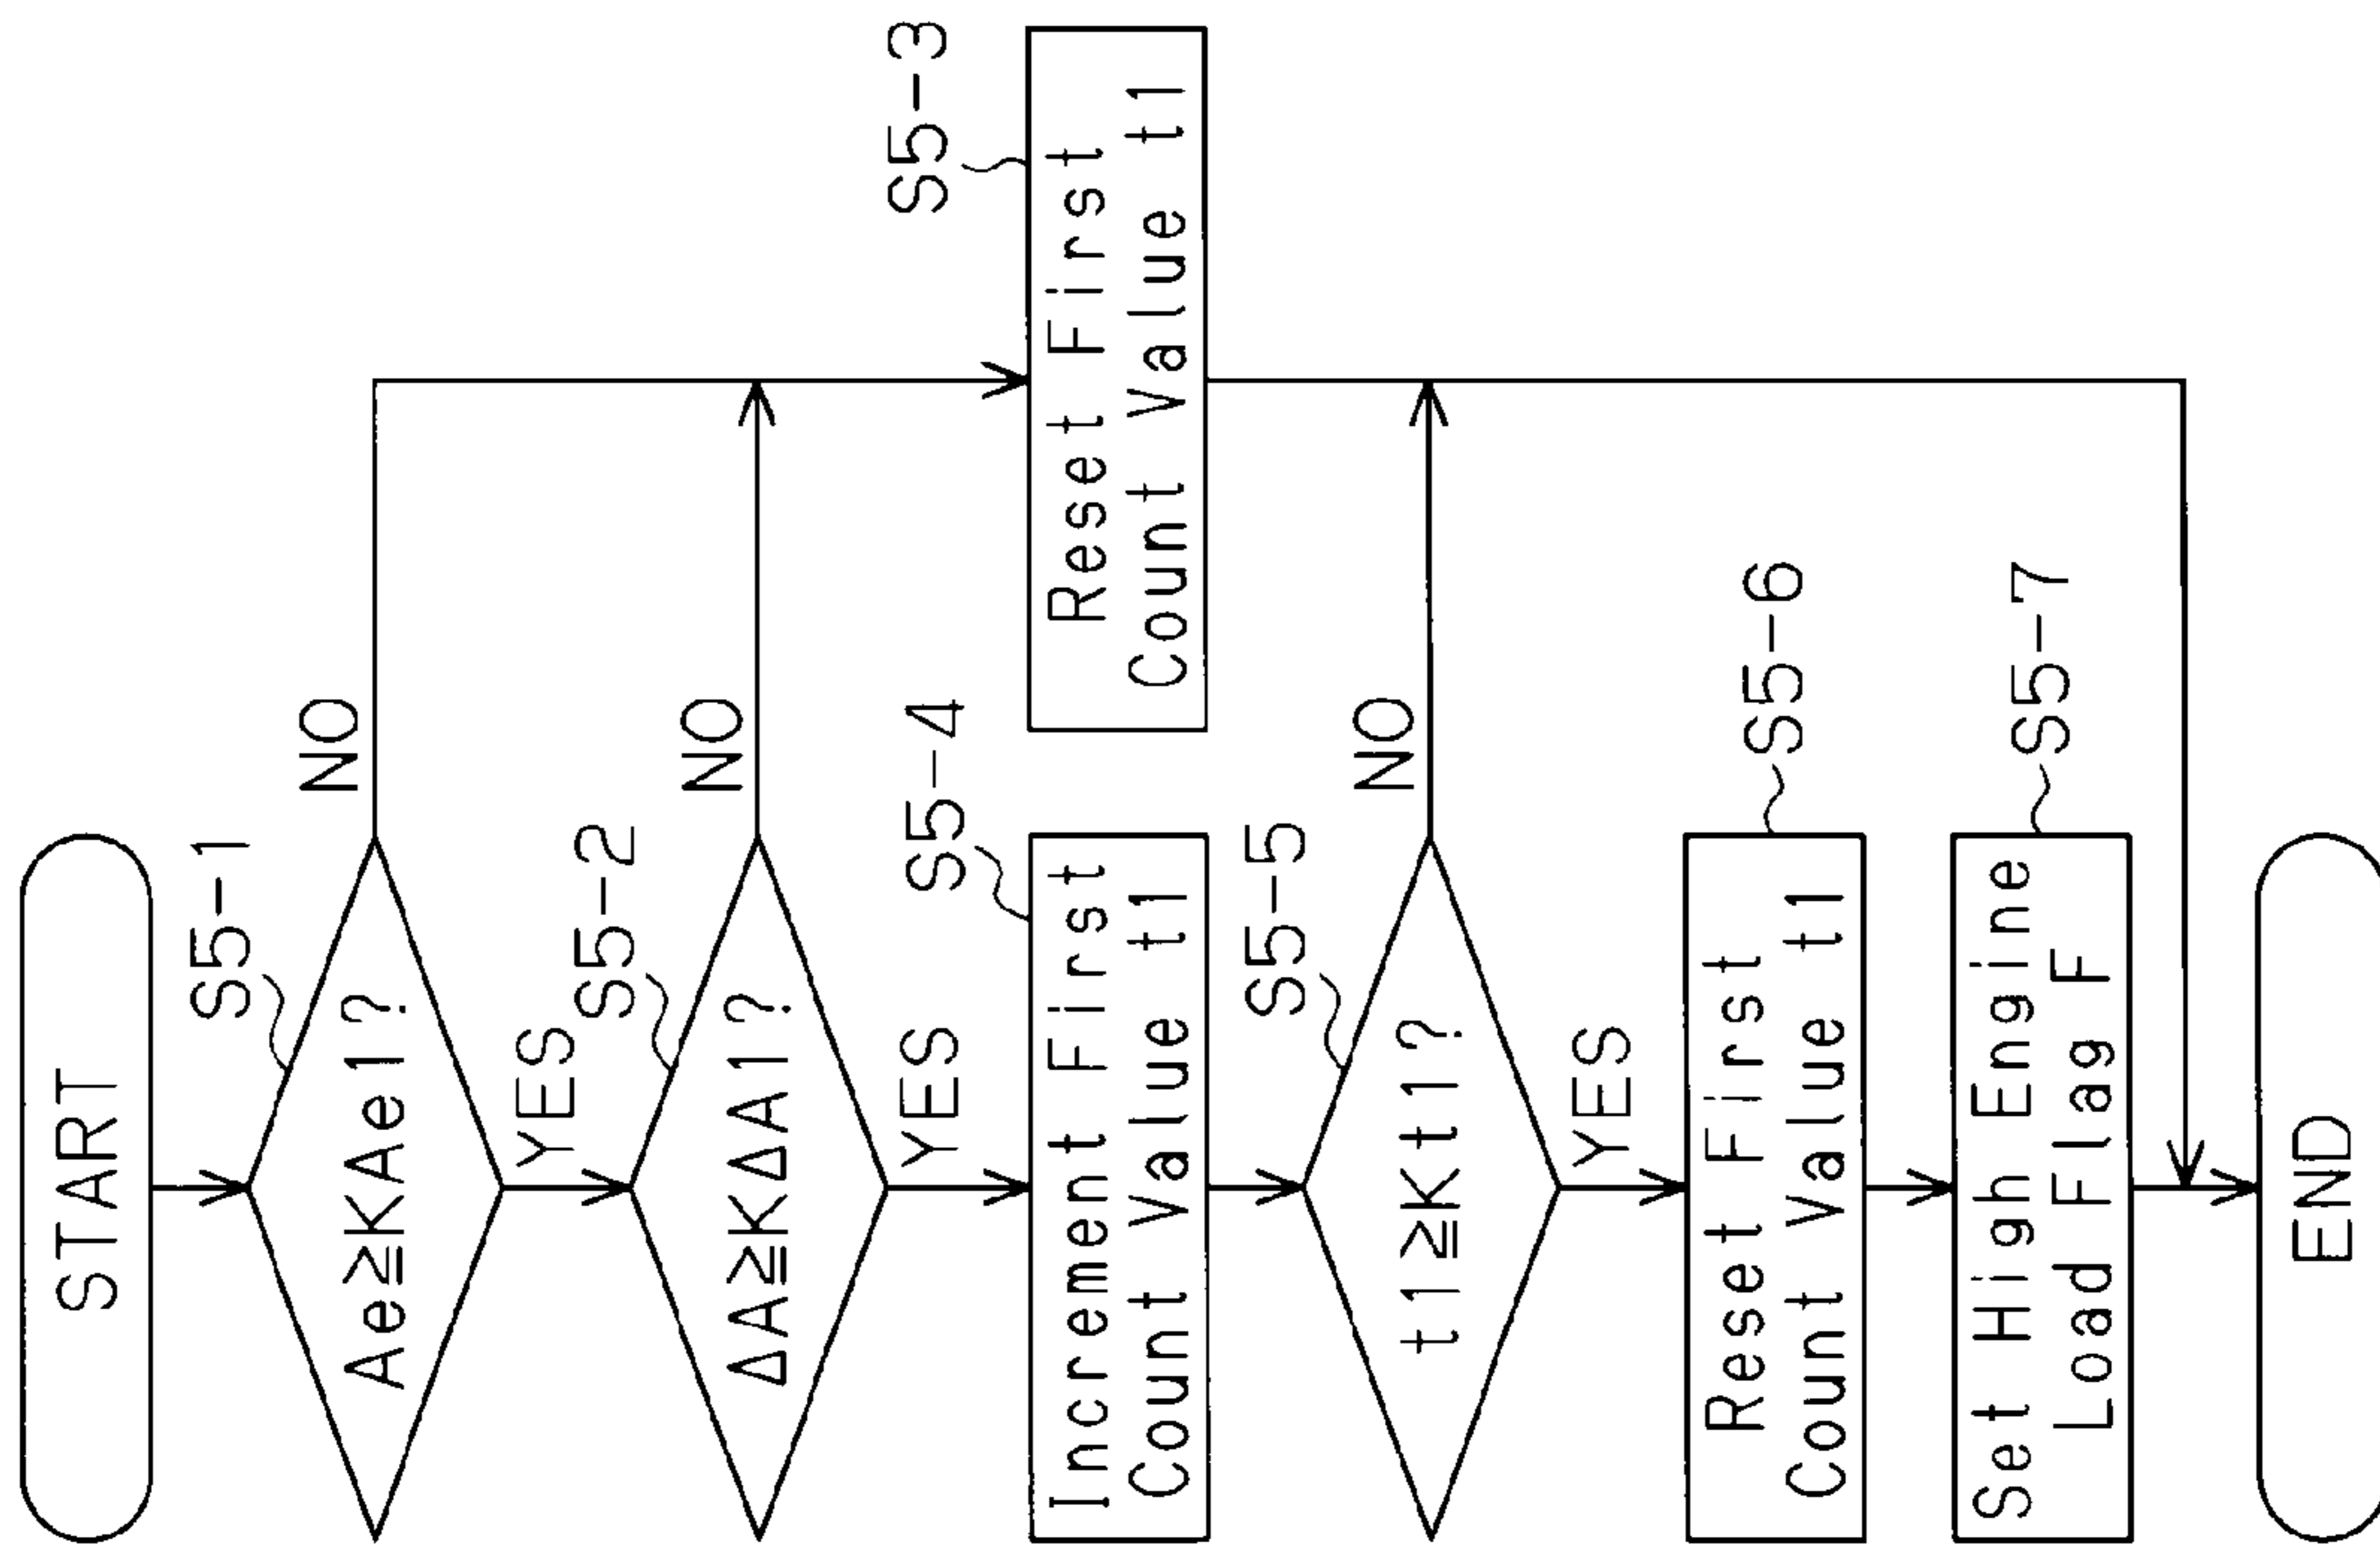 START
S5-1
Ae≧KAe1?
NO
YES
S5-2
ΔA≧KΔA1?
NO
YES
S5-3
Reset First
Count Value t1
S5-4
Increment First
Count Value t1
S5-5
t1≧Kt1?
NO
YES
S5-6
Reset First
Count Value t1
S5-7
Set High Engine
Load Flag F
END